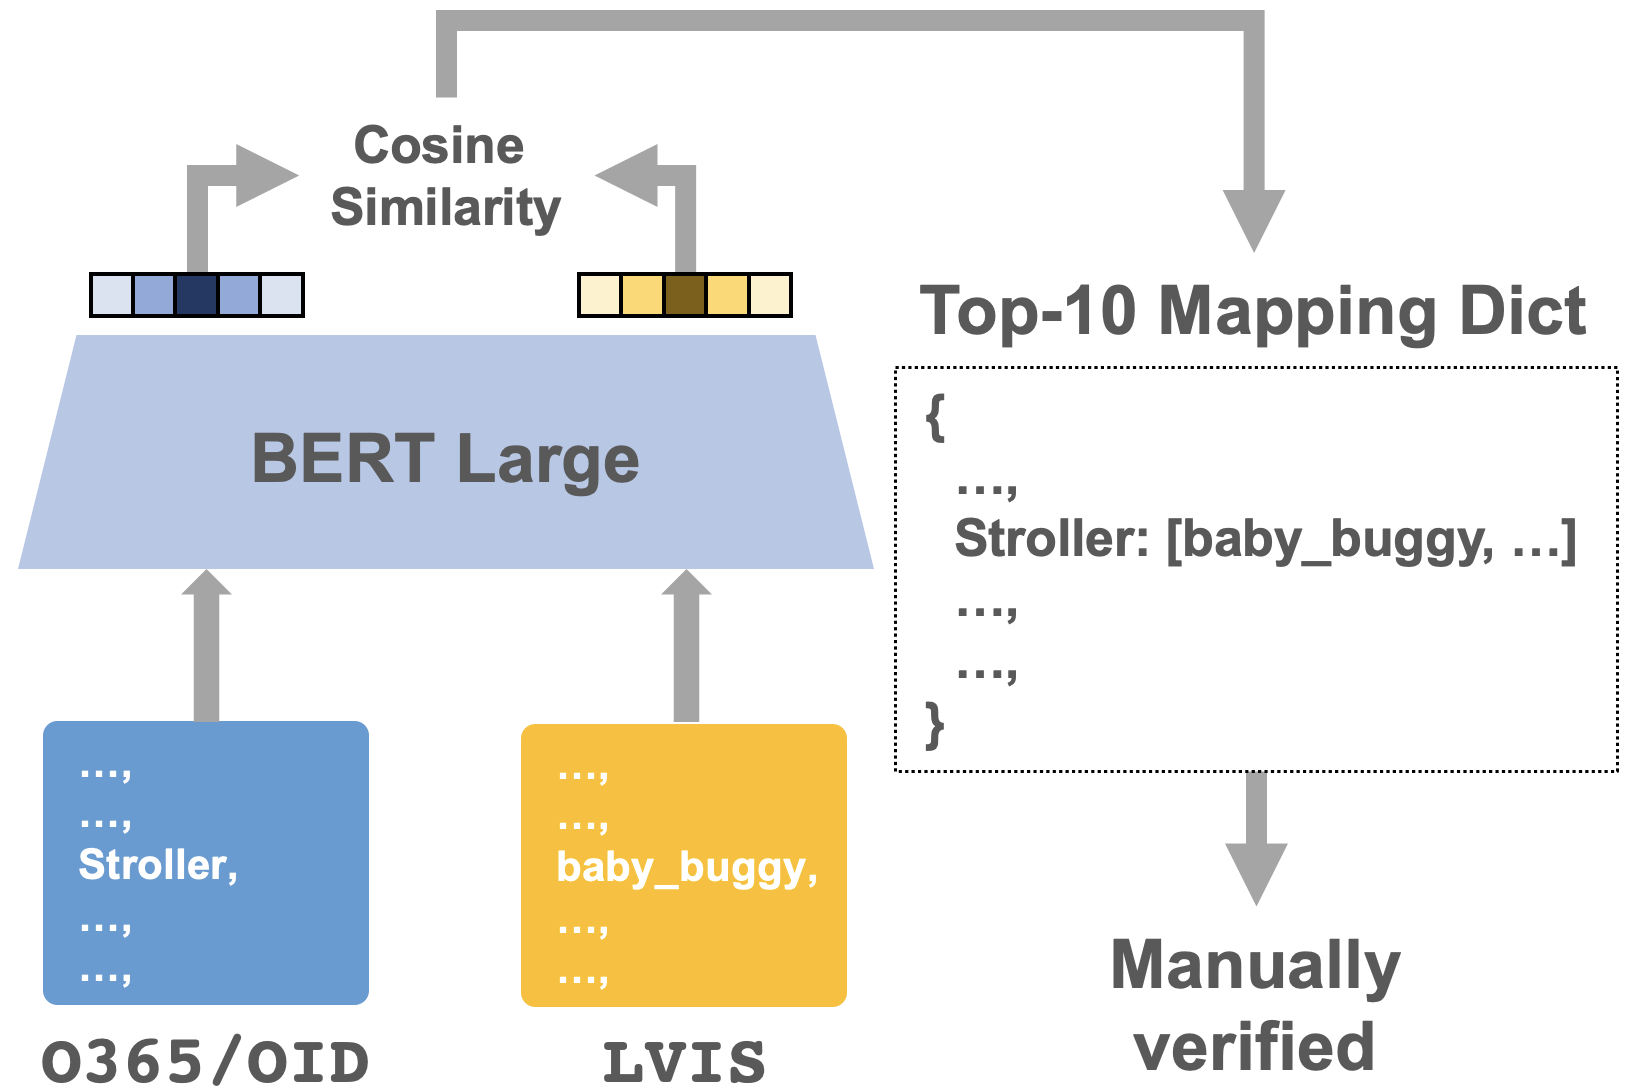 Cosine
Similarity
BERT Large
…,
…,
Stroller,
…,
…,
O365/OID
…,
…,
baby_buggy,
…,
…,
LVIS
Top-10 Mapping Dict
{
…,
Stroller: [baby_buggy, …]
…,
…,
}
Manually
verified